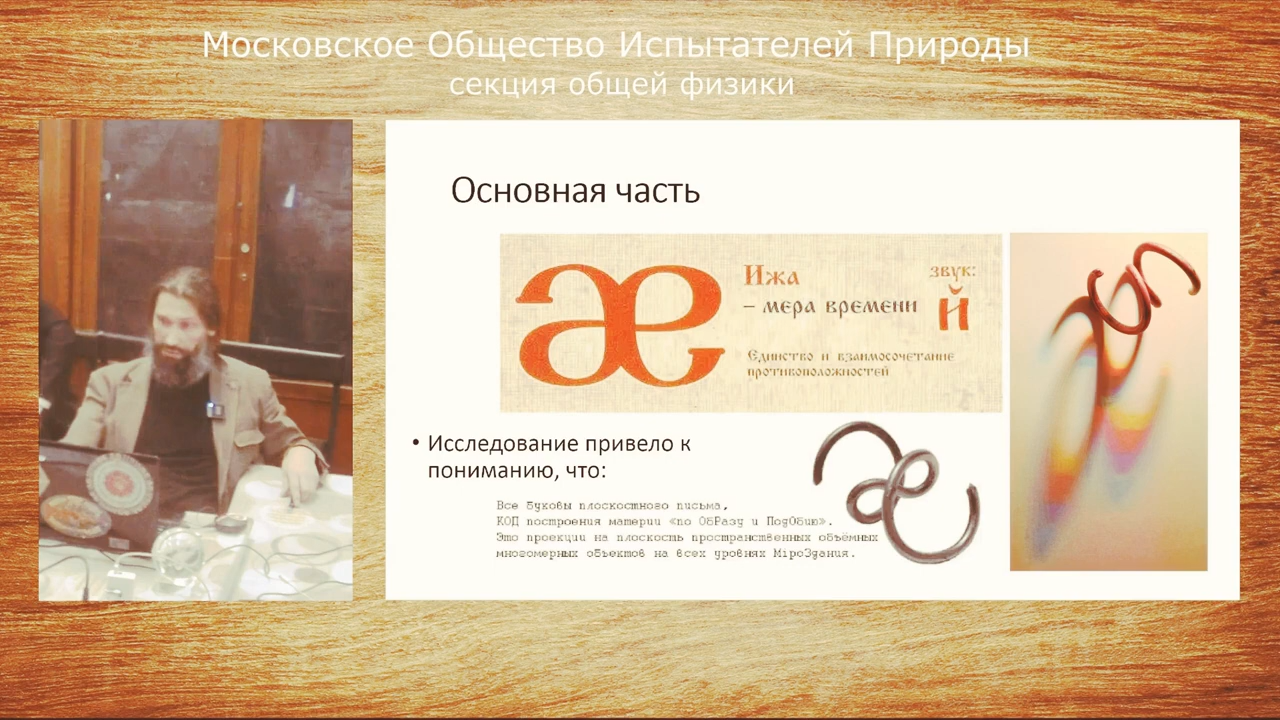 Московское Общество Испытателей Природы
секция общей физики
Основная часть
æ
Ижа
– мера времени
звук:
й
Единство и взаимосочетание
противоположностей
• Исследование привело к
пониманию, что:
Все буковы плоскостного письма,
КОД построения материи «по ОбРазу и ПодОбию».
Это проекции на плоскость пространственных объёмных
многомерных объектов на всех уровнях МiроЗдания.